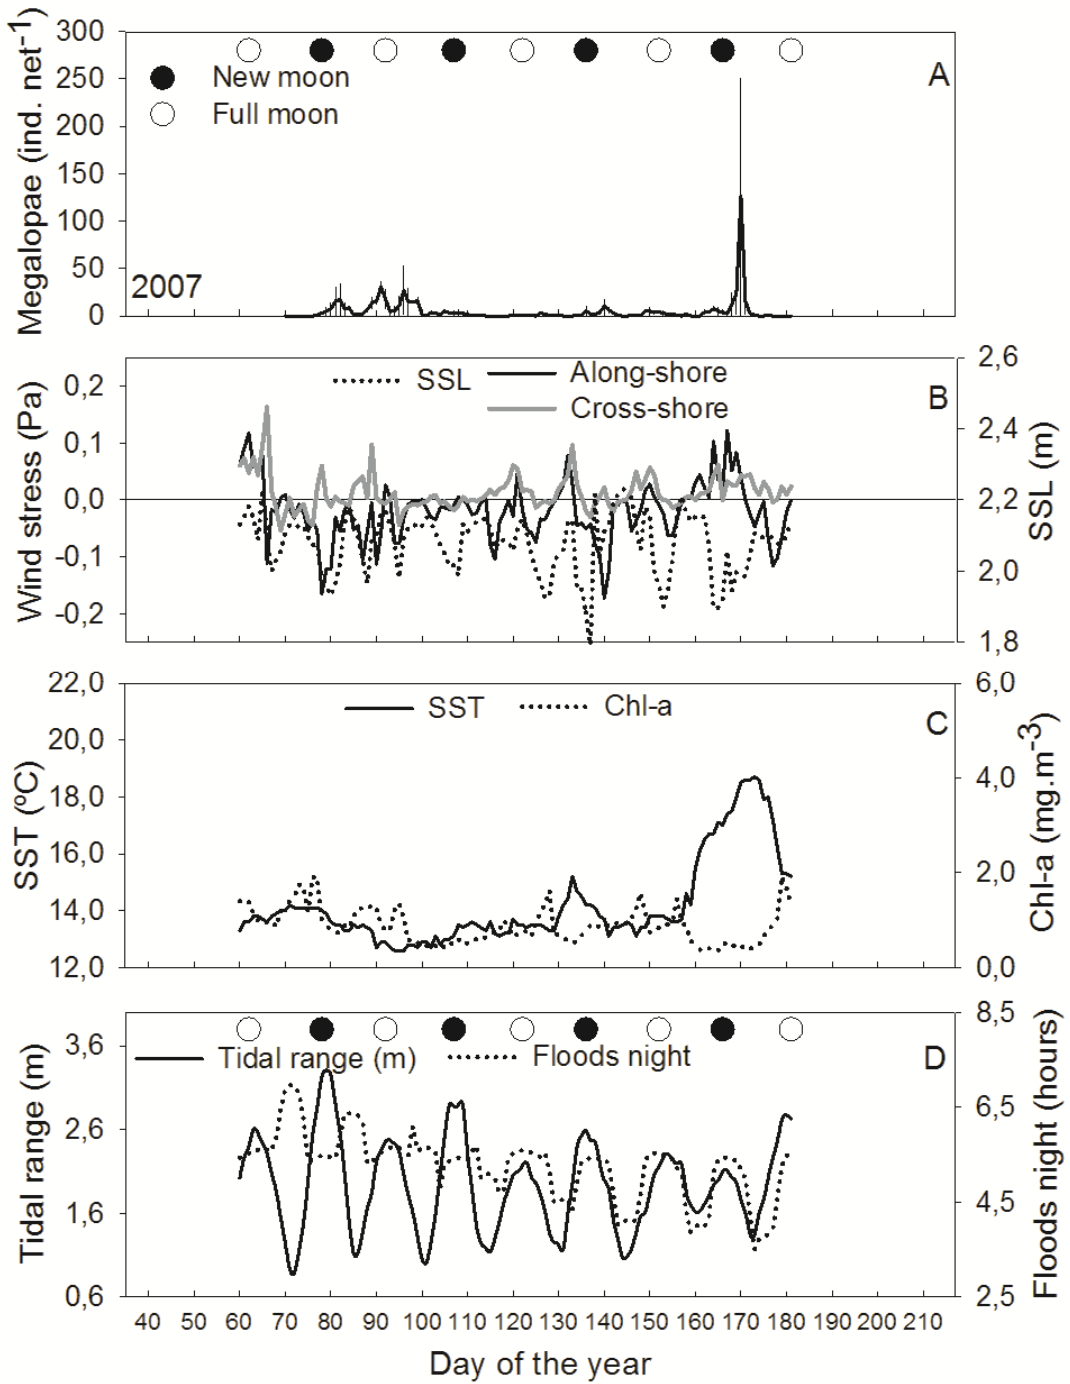 Megalopae (ind. net-1)
300
250
200
150
100
50
0
New moon
Full moon
A
2007
Wind stress (Pa)
0,2
0,1
0,0
-0,1
-0,2
SSL
Along-shore
Cross-shore
B
2,6
2,4
2,2
2,0
1,8
SSL (m)
SST (ºC)
22,0
20,0
18,0
16,0
14,0
12,0
SST
Chl-a
C
6,0
4,0
2,0
0,0
Chl-a (mg.m-3)
Tidal range (m)
3,6
2,6
1,6
0,6
Tidal range (m)
Floods night
D
8,5
6,5
4,5
2,5
Floods night (hours)
40 50 60 70 80 90 100 110 120 130 140 150 160 170 180 190 200 210
Day of the year